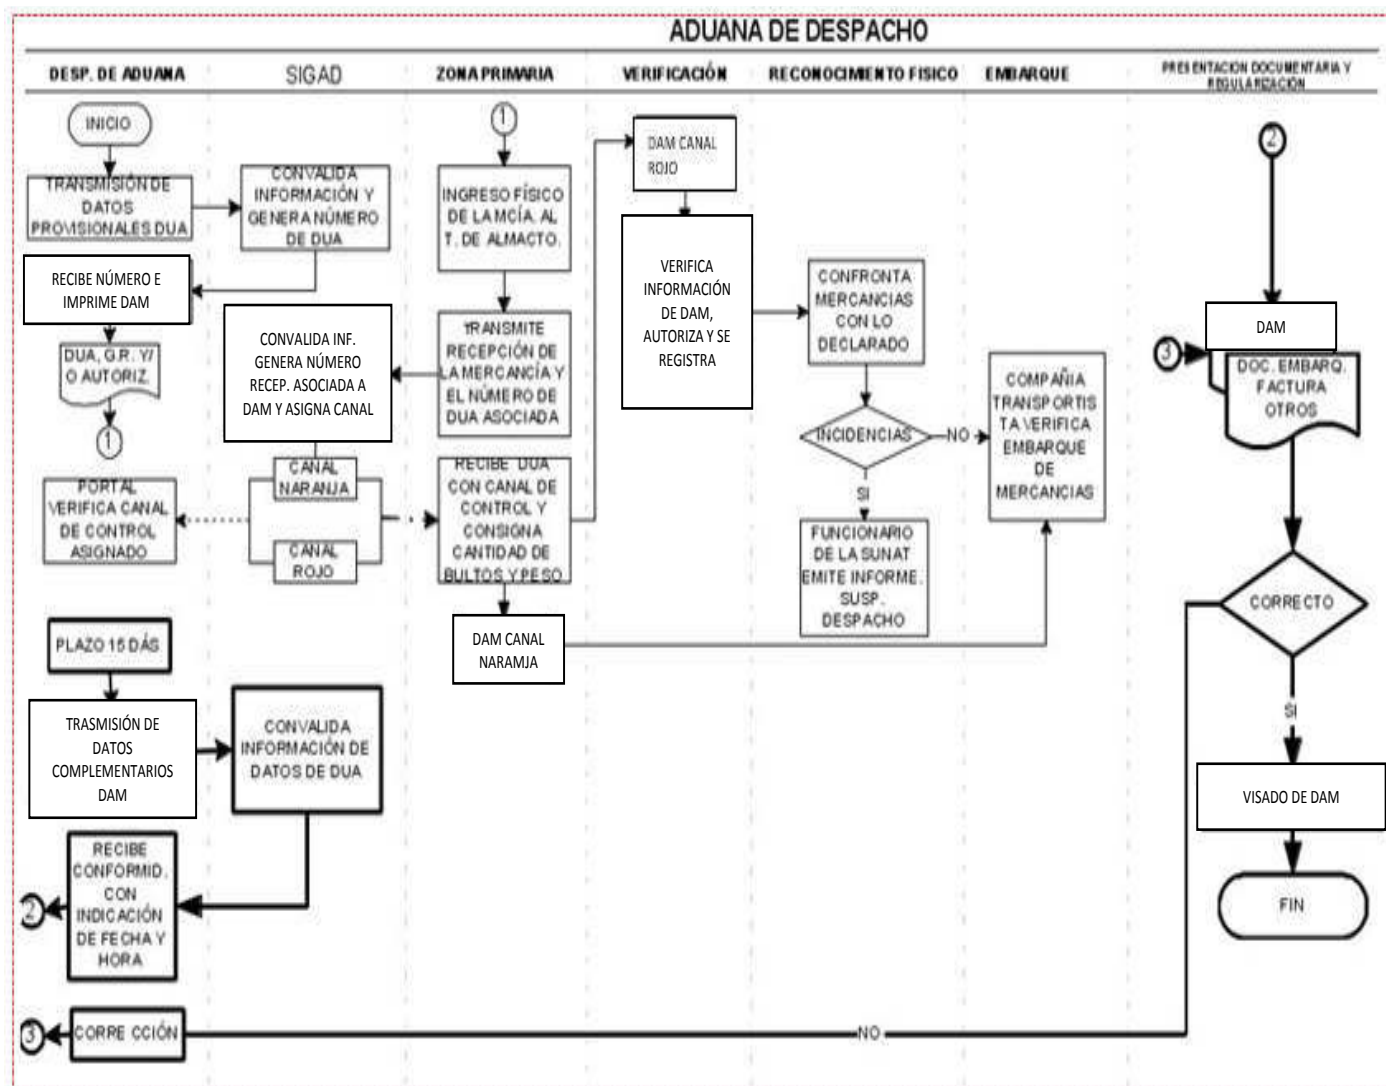 ADUANA DE DESPACHO
DESP. DE ADUANA
SIGAD
ZONA PRIMARIA
VERIFICACIÓN
RECONOCIMIENTO FISICO
EMBARQUE
PRESENTACION DOCUMENTARIA Y
REGULARIZACIÓN
INICIO
TRANSMISIÓN DE
DATOS
PROVISIONALES DUA
RECIBE NÚMERO E
IMPRIME DAM
DUA, G.R. Y/
O AUTORIZ.
1
PORTAL
VERIFICA CANAL
DE CONTROL
ASIGNADO
PLAZO 15 DÁS
TRASMISIÓN DE
DATOS
COMPLEMENTARIOS
DAM
RECIBE
CONFORMID.
CON
INDICACIÓN
DE FECHA Y
HORA
2
CORRE CCIÓN
3
CONVALIDA
INFORMACIÓN Y
GENERA NÚMERO
DE DUA
CONVALIDA INF.
GENERA NÚMERO
RECEP. ASOCIADA A
DAM Y ASIGNA CANAL
CANAL
NARANJA
CANAL
ROJO
CONVALIDA
INFORMACIÓN DE
DATOS DE DUA
1
INGRESO FÍSICO
DE LA MCÍA. AL
T. DE ALMACTO.
TRANSMITE
RECEPCIÓN DE
LA MERCANCÍA Y
EL NÚMERO DE
DUA ASOCIADA
RECIBE DUA
CON CANAL DE
CONTROL Y
CONSIGNA
CANTIDAD DE
BULTOS Y PESO
DAM CANAL
NARAMJA
DAM CANAL
ROJO
VERIFICA
INFORMACIÓN
DE DAM,
AUTORIZA Y SE
REGISTRA
CONFRONTA
MERCANCIAS
CON LO
DECLARADO
INCIDENCIAS
NO
SI
FUNCIONARIO
DE LA SUNAT
EMITE INFORME.
SUSP.
DESPACHO
COMPAÑIA
TRANSPORTIS
TA VERIFICA
EMBARQUE
DE
MERCANCIAS
2
DAM
3
DOC. EMBARQ.
FACTURA
OTROS
CORRECTO
SI
NO
VISADO DE DAM
FIN